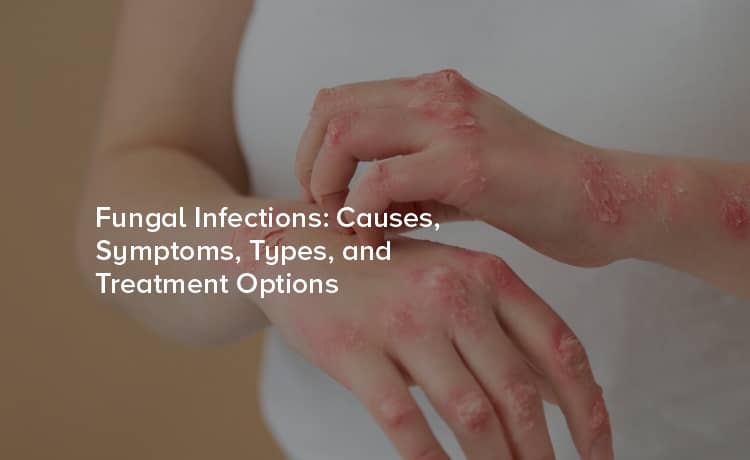 Fungal Infections: Causes,
Symptoms, Types, and
Treatment Options